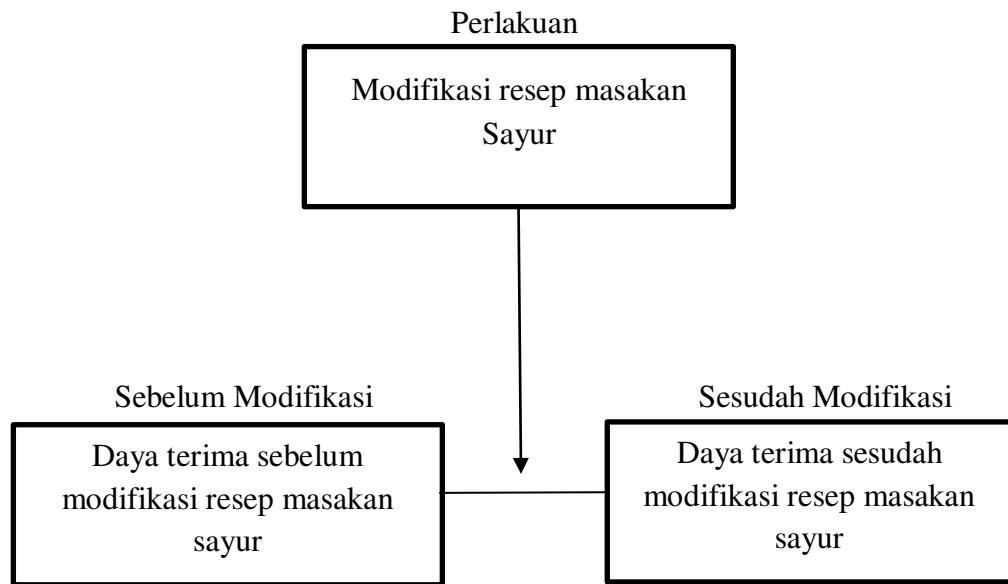 Perlakuan
Modifikasi resep masakan
Sayur
Sebelum Modifikasi
Daya terima sebelum
modifikasi resep masakan
sayur
Sesudah Modifikasi
Daya terima sesudah
modifikasi resep masakan
sayur